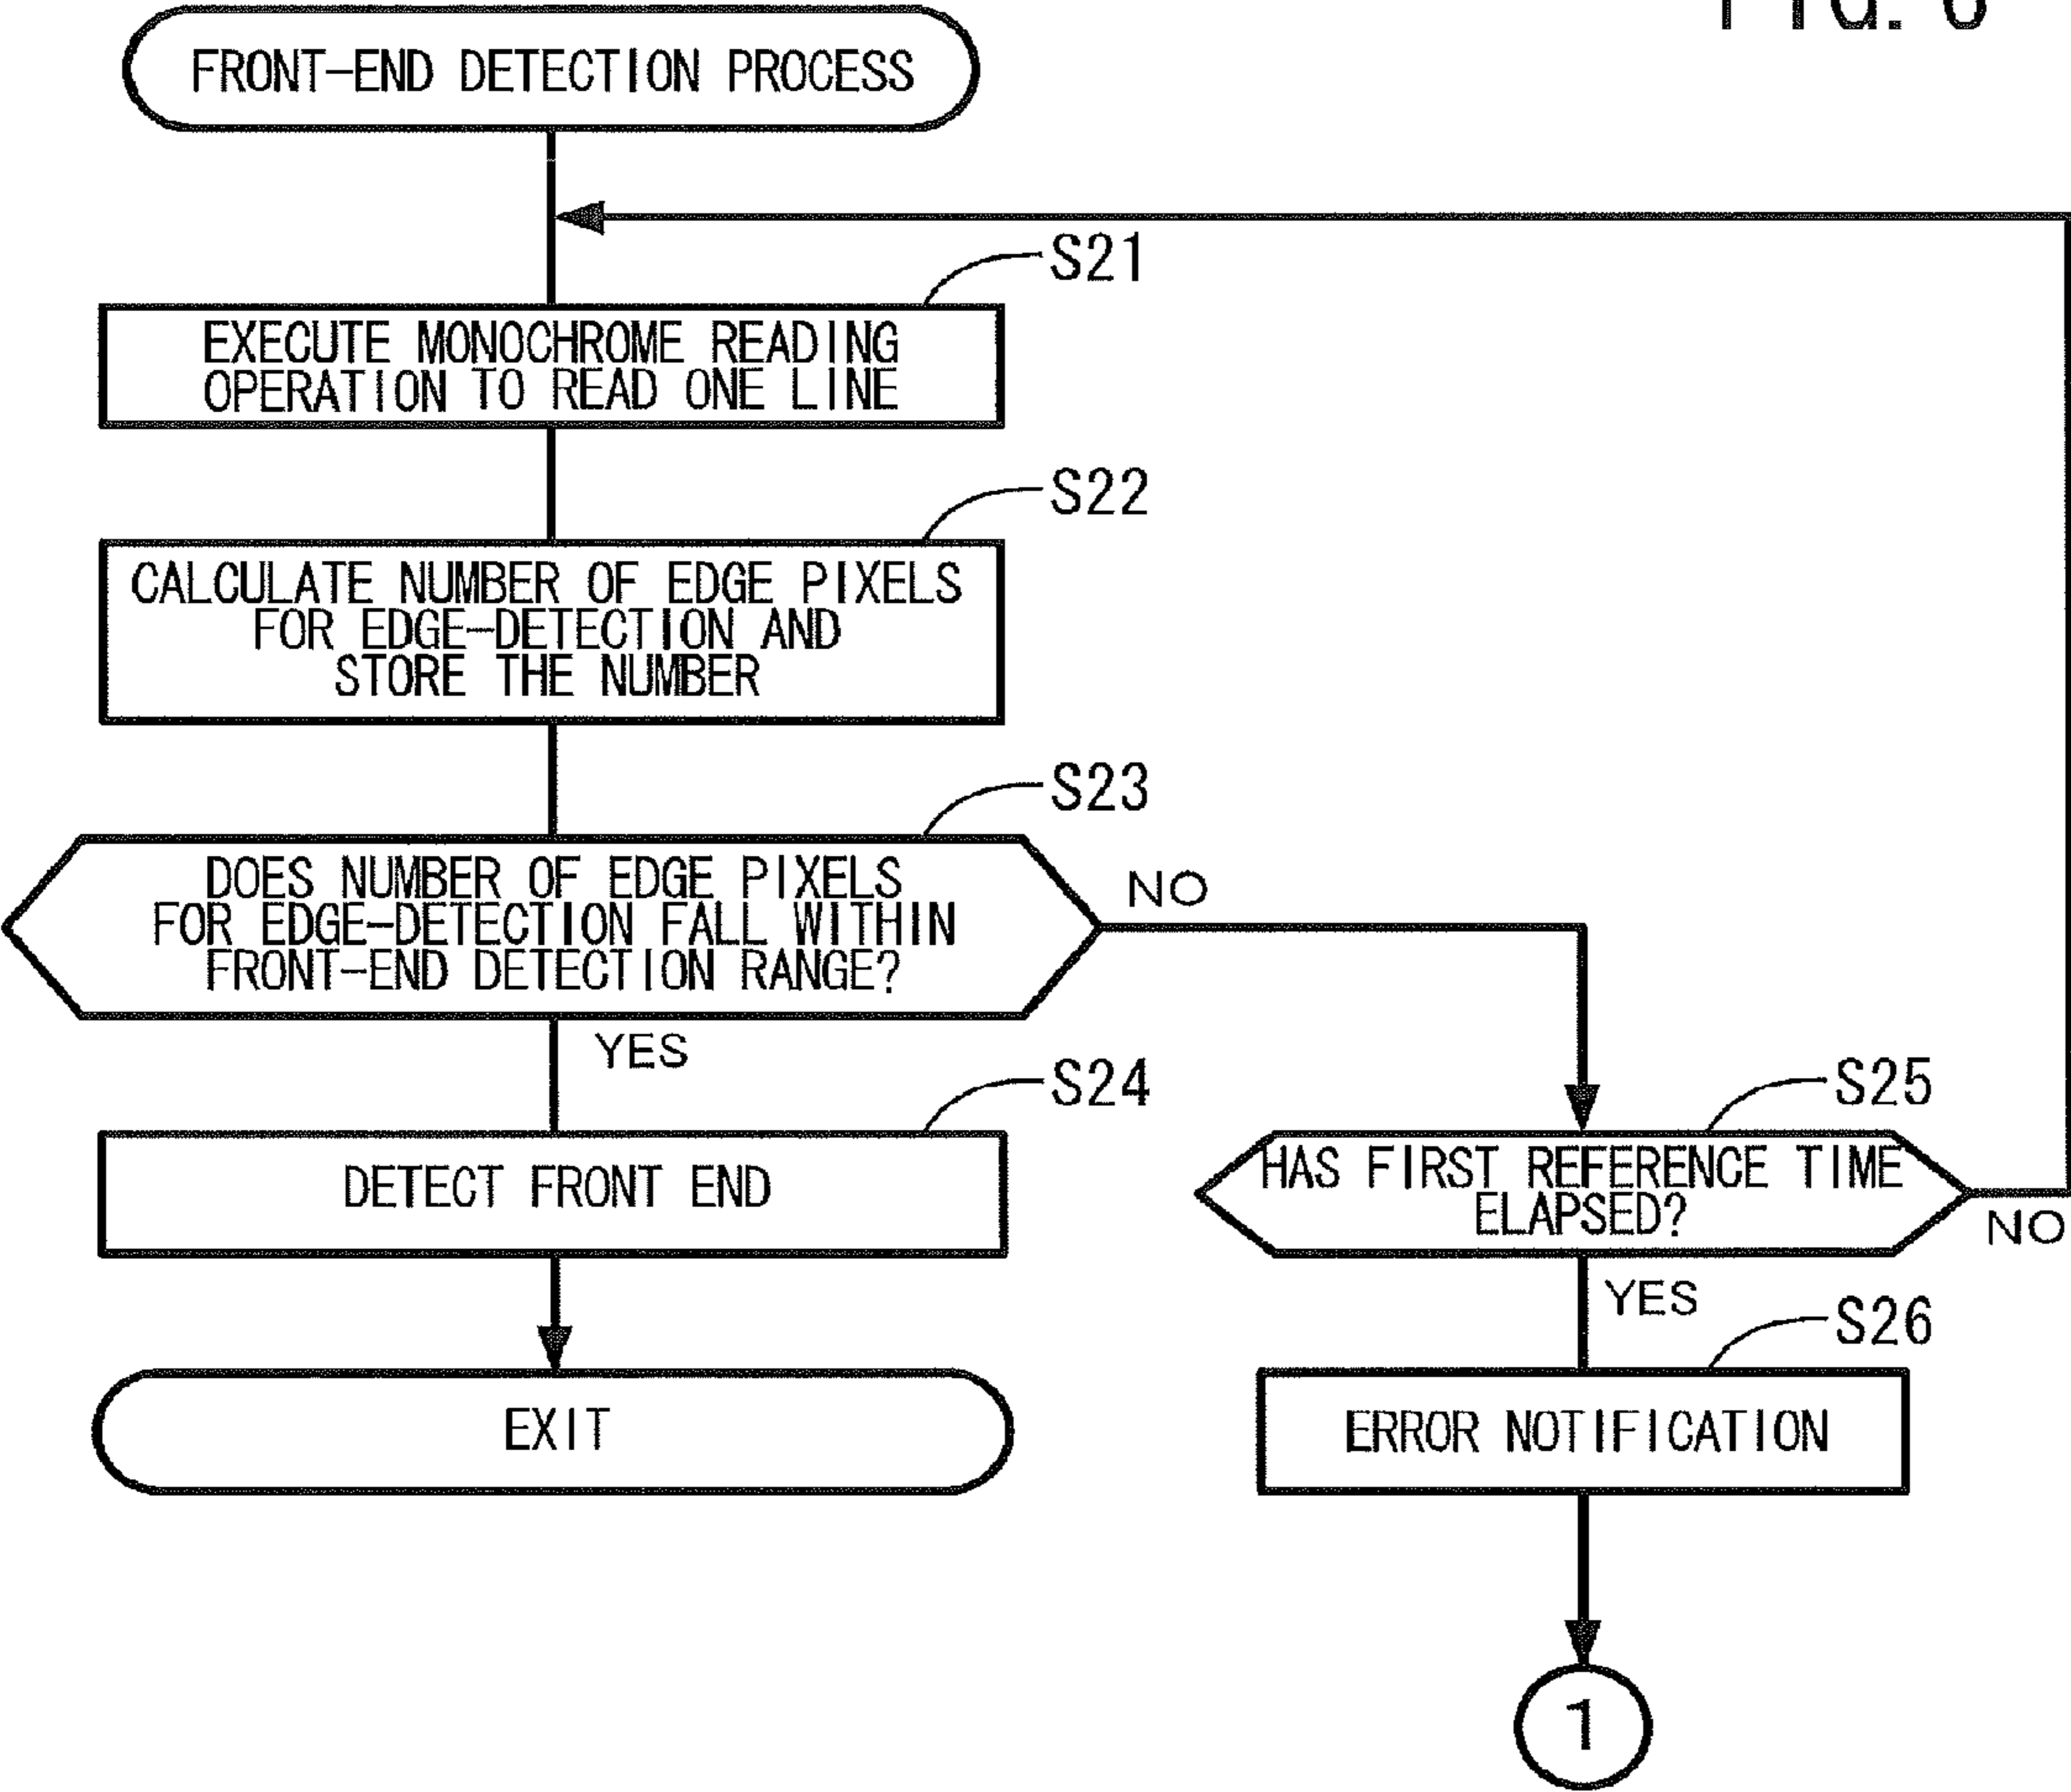 FRONT-END DETECTION PROCESS
S21
EXECUTE MONOCHROME READING
OPERATION TO READ ONE LINE
S22
CALCULATE NUMBER OF EDGE PIXELS
FOR EDGE-DETECTION AND
STORE THE NUMBER
S23
DOES NUMBER OF EDGE PIXELS
FOR EDGE-DETECTION FALL WITHIN
FRONT-END DETECTION RANGE?
NO
YES
S24
DETECT FRONT END
EXIT
S25
HAS FIRST REFERENCE TIME
ELAPSED?
NO
YES
S26
ERROR NOTIFICATION
1